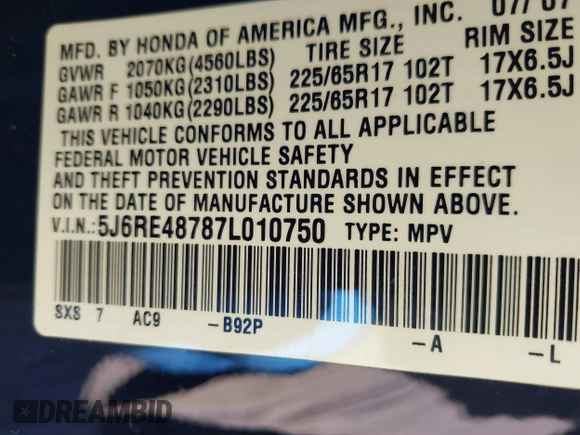 MFD. BY HONDA OF AMERICA MFG., INC. 07/07
GVWR 2070KG(4560LBS) TIRE SIZE RIM SIZE
GAWR F 1050KG(2310LBS) 225/65R17 102T 17X6.5J
GAWR R 1040KG(2290LBS) 225/65R17 102T 17X6.5J
THIS VEHICLE CONFORMS TO ALL APPLICABLE
FEDERAL MOTOR VEHICLE SAFETY
AND THEFT PREVENTION STANDARDS IN EFFECT
ON THE DATE OF MANUFACTURE SHOWN ABOVE.
V.I.N.: 5J6RE48787L010750 TYPE: MPV
SXS 7 AC9 -B92P -A -L
DREAMBID